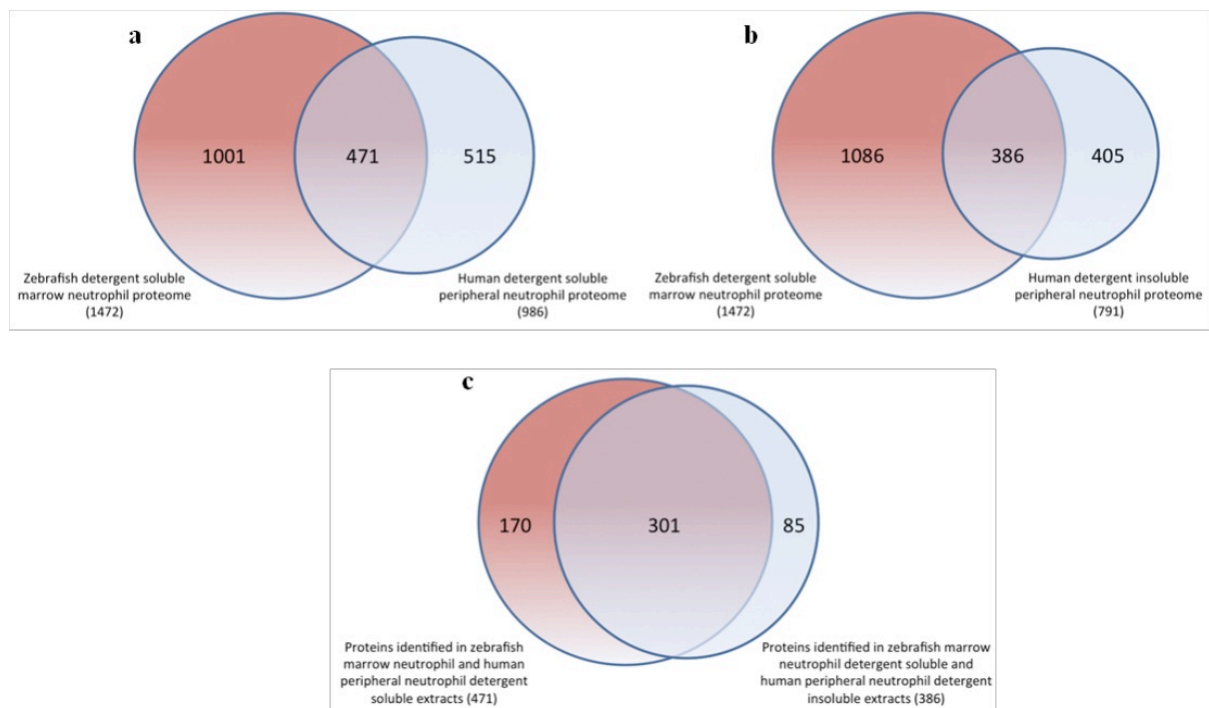 a
1001
471
515
Zebrafish detergent soluble
marrow neutrophil proteome
(1472)
Human detergent soluble
peripheral neutrophil proteome
(986)
b
1086
386
405
Zebrafish detergent soluble
marrow neutrophil proteome
(1472)
Human detergent insoluble
peripheral neutrophil proteome
(791)
c
170
301
85
Proteins identified in zebrafish
marrow neutrophil and human
peripheral neutrophil detergent
soluble extracts (471)
Proteins identified in zebrafish marrow
neutrophil detergent soluble and
human peripheral neutrophil detergent
insoluble extracts (386)